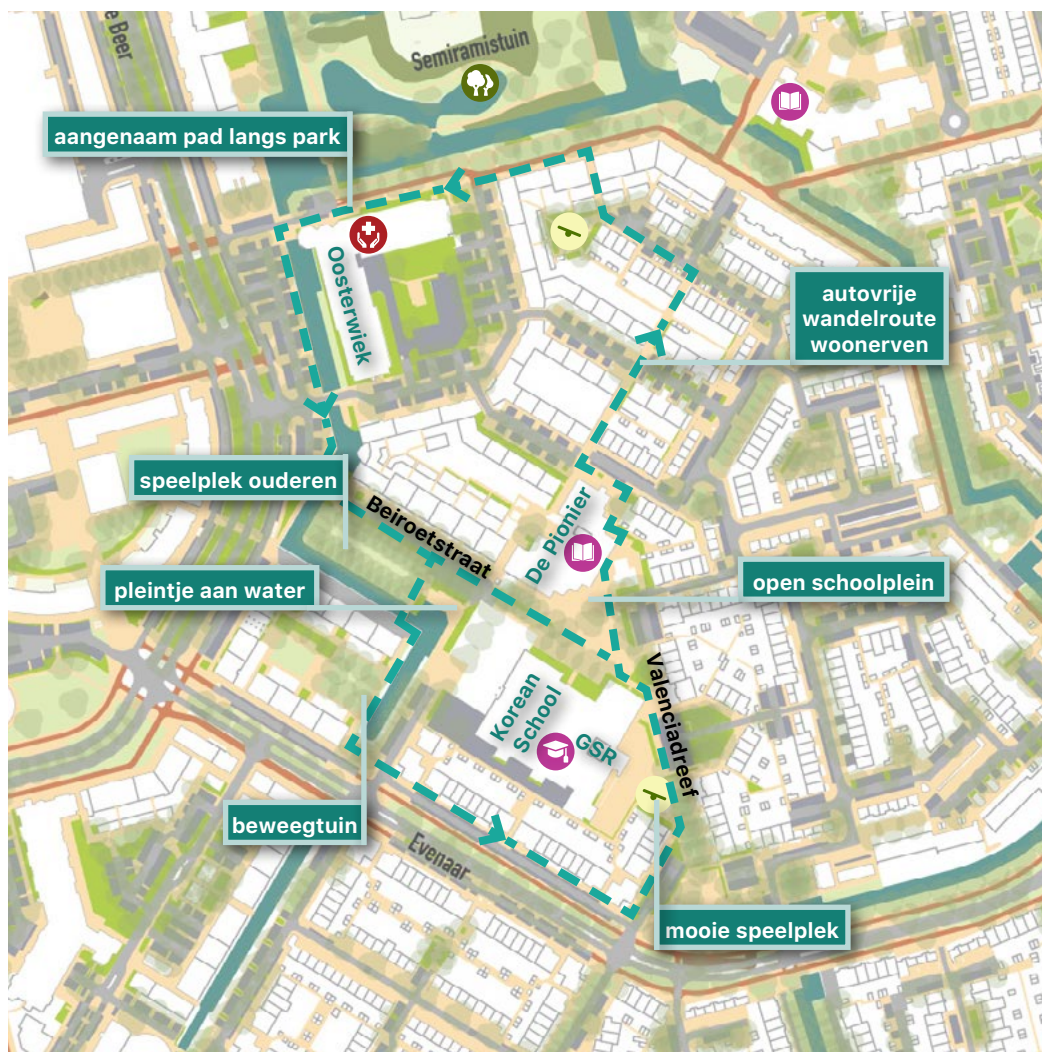 e Beer
Semiramistuin
aangenaam pad langs park
Oosterwiek
autovrije
wandelroute
woonerven
speelplek ouderen
Beiroetstraat
De Pionier
pleintje aan water
open schoolplein
Korean
School
GSR
Valenciadreef
beweegtuin
Evenaar
mooie speelplek